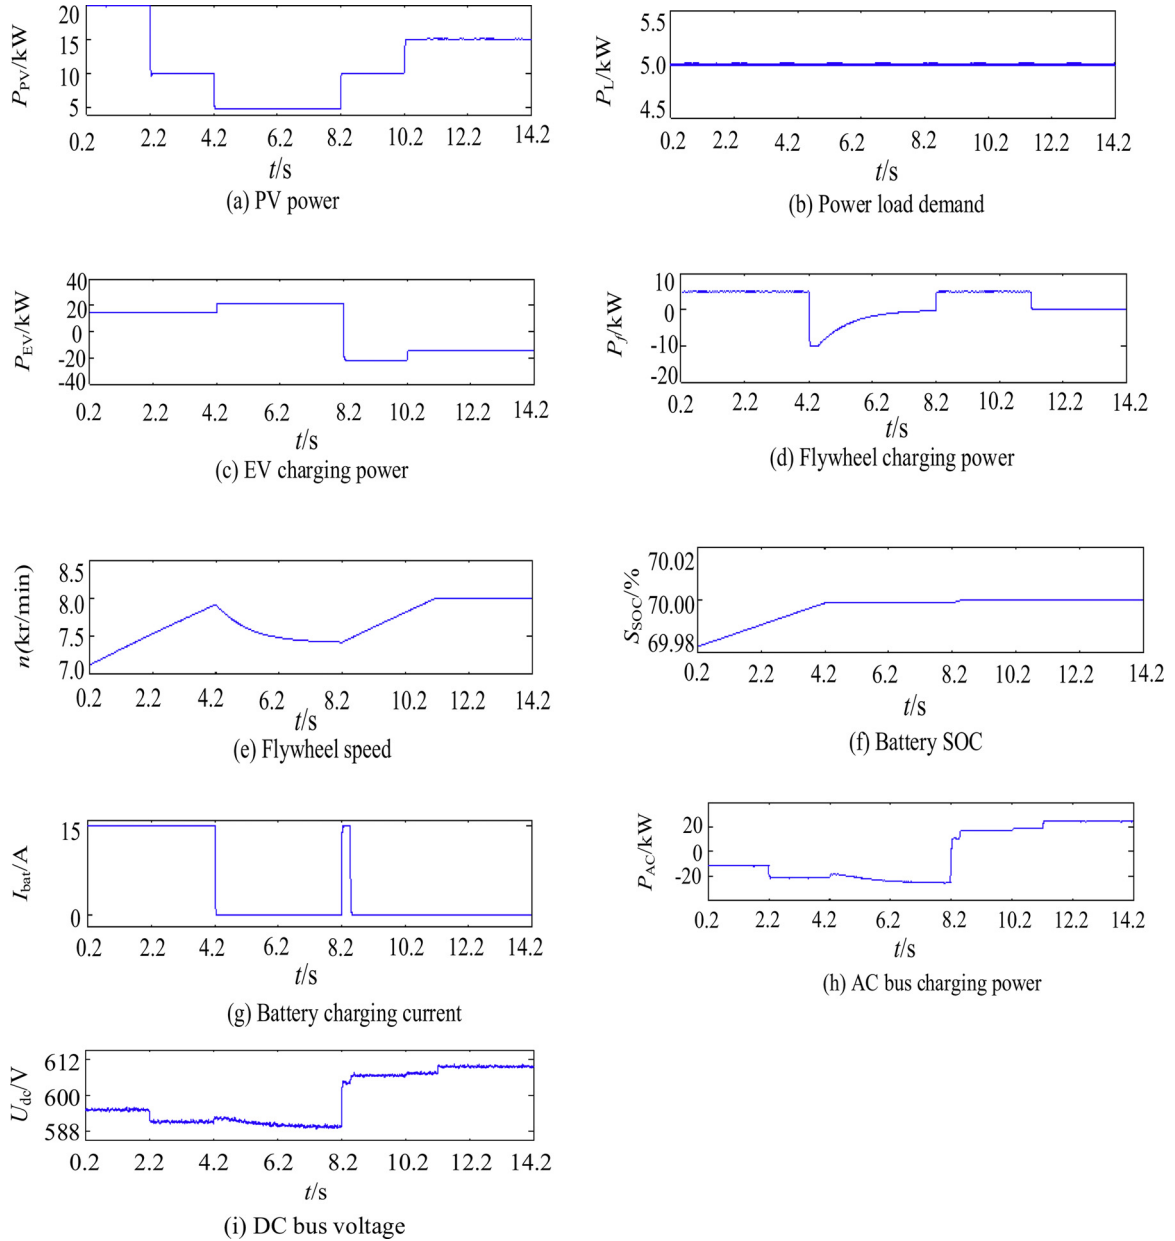 P_PV/kW
20
15
10
5
0.2 2.2 4.2 6.2 8.2 10.2 12.2 14.2
t/s
(a) PV power
P_L/kW
5.5
5.0
4.5
0.2 2.2 4.2 6.2 8.2 10.2 12.2 14.2
t/s
(b) Power load demand
P_EV/kW
40
20
0
-20
-40
0.2 2.2 4.2 6.2 8.2 10.2 12.2 14.2
t/s
(c) EV charging power
P_f/kW
10
0
-10
-20
0.2 2.2 4.2 6.2 8.2 10.2 12.2 14.2
t/s
(d) Flywheel charging power
n(kr/min)
8.5
8.0
7.5
7.0
0.2 2.2 4.2 6.2 8.2 10.2 12.2 14.2
t/s
(e) Flywheel speed
S_SOC/%
70.02
70.00
69.98
0.2 2.2 4.2 6.2 8.2 10.2 12.2 14.2
t/s
(f) Battery SOC
I_bat/A
15
0
0.2 2.2 4.2 6.2 8.2 10.2 12.2 14.2
t/s
(g) Battery charging current
P_AC/kW
20
0
-20
0.2 2.2 4.2 6.2 8.2 10.2 12.2 14.2
t/s
(h) AC bus charging power
U_dc/V
612
600
588
0.2 2.2 4.2 6.2 8.2 10.2 12.2 14.2
t/s
(i) DC bus voltage